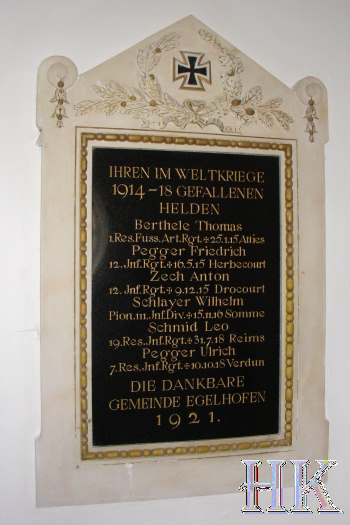 IHREN IM WELTKRIEGE
1914-18 GEFALLENEN
HELDEN
Berthele Thomas
1.Res.Fuss.Art.Rgt.+25.1.15 Atties
Pegger Friedrich
12. Jnf.Rgt.+16.5.15 Herbecourt
Zech Anton
12. Jnf.Rgt.+9.12.15 Drocourt
Schlayer Wilhelm
Pion.III.Jnf.Div.+15.11.16 Somme
Schmid Leo
19.Res.Jnf.Rgt.+31.7.18 Reims
Pegger Ulrich
7.Res.Jnf.Rgt.+10.10.18 Verdun
DIE DANKBARE
GEMEINDE EGELHOFEN
1921.
HK